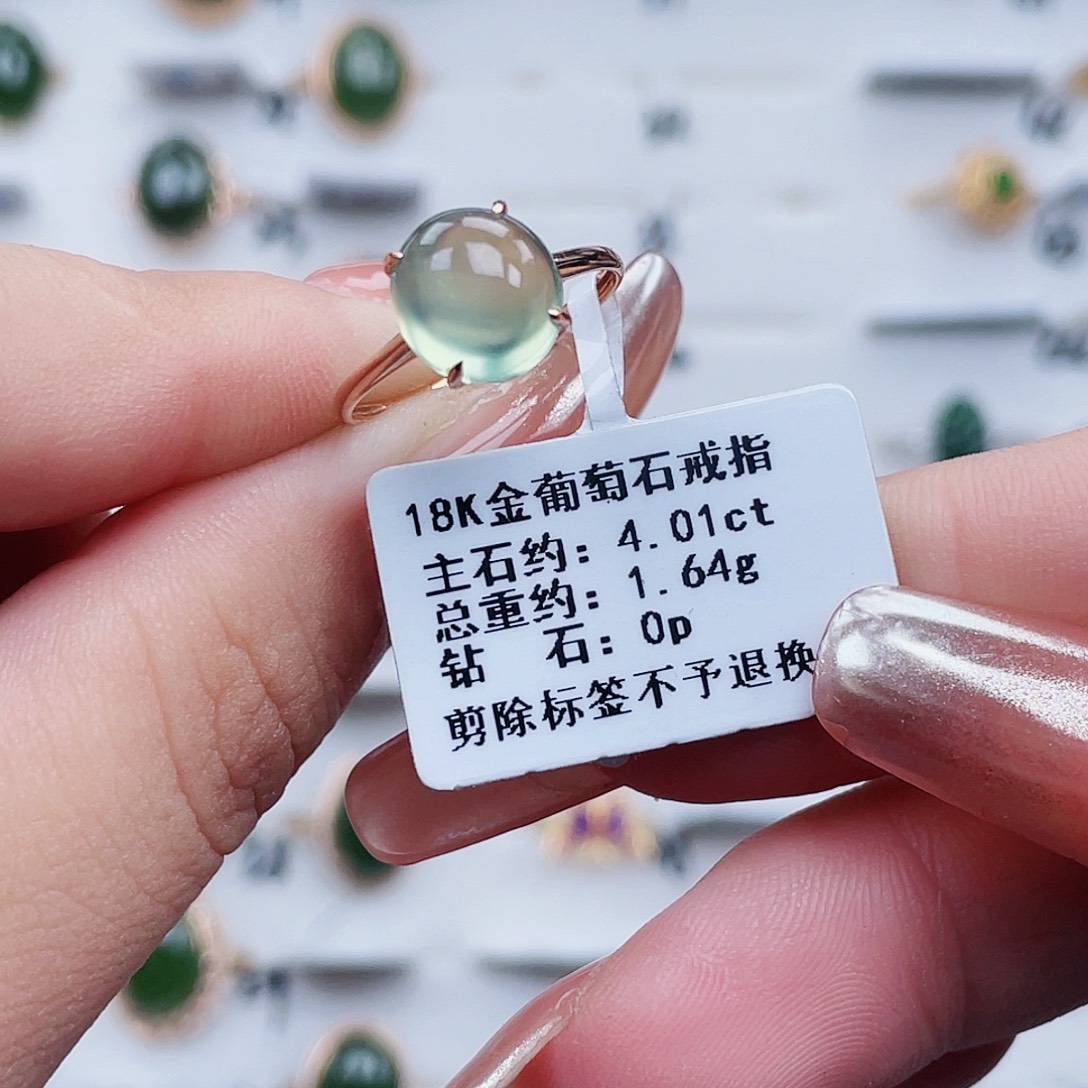 18K金葡萄石戒指
主石约: 4.01ct
总重约: 1.64g
钻 石: 0p
剪除标签不予退换